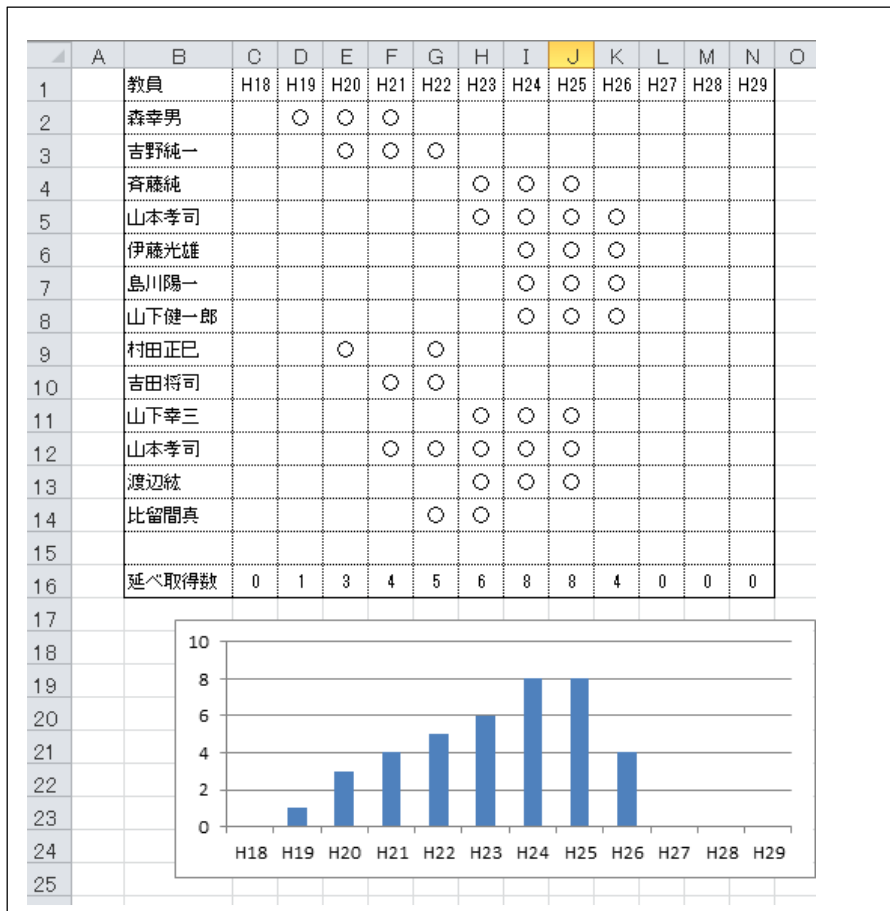 A B C D E F G H I J K L M N O
1 教員 H18 H19 H20 H21 H22 H23 H24 H25 H26 H27 H28 H29
2 森幸男 ○ ○ ○
3 吉野純一 ○ ○ ○
4 斉藤純 ○ ○ ○
5 山本孝司 ○ ○ ○ ○
6 伊藤光雄 ○ ○ ○
7 島川陽一 ○ ○ ○
8 山下健一郎 ○ ○ ○
9 村田正巳 ○ ○
10 吉田将司 ○ ○
11 山下幸三 ○ ○ ○
12 山本孝司 ○ ○ ○ ○ ○
13 渡辺紘 ○ ○ ○
14 比留間真 ○ ○
15
16 延べ取得数 0 1 3 4 5 6 8 8 4 0 0 0
17
18 10
19 8
20 6
21 4
22 2
23 0
24 H18 H19 H20 H21 H22 H23 H24 H25 H26 H27 H28 H29
25